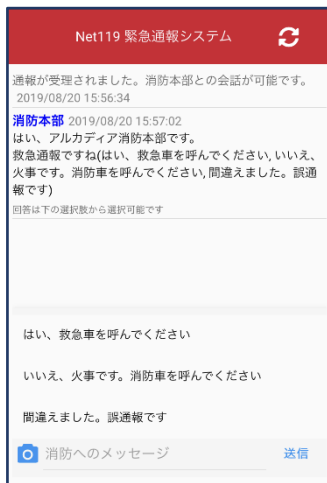 Net119 緊急通報システム
通報が受理されました。消防本部との会話が可能です。
2019/08/20 15:56:34
消防本部 2019/08/20 15:57:02
はい、アルカディア消防本部です。
救急通報ですね(はい、救急車を呼んでください, いいえ、
火事です。消防車を呼んでください, 間違えました。誤通
報です)
回答は下の選択肢から選択可能です
はい、救急車を呼んでください
いいえ、火事です。消防車を呼んでください
間違えました。誤通報です
消防へのメッセージ
送信